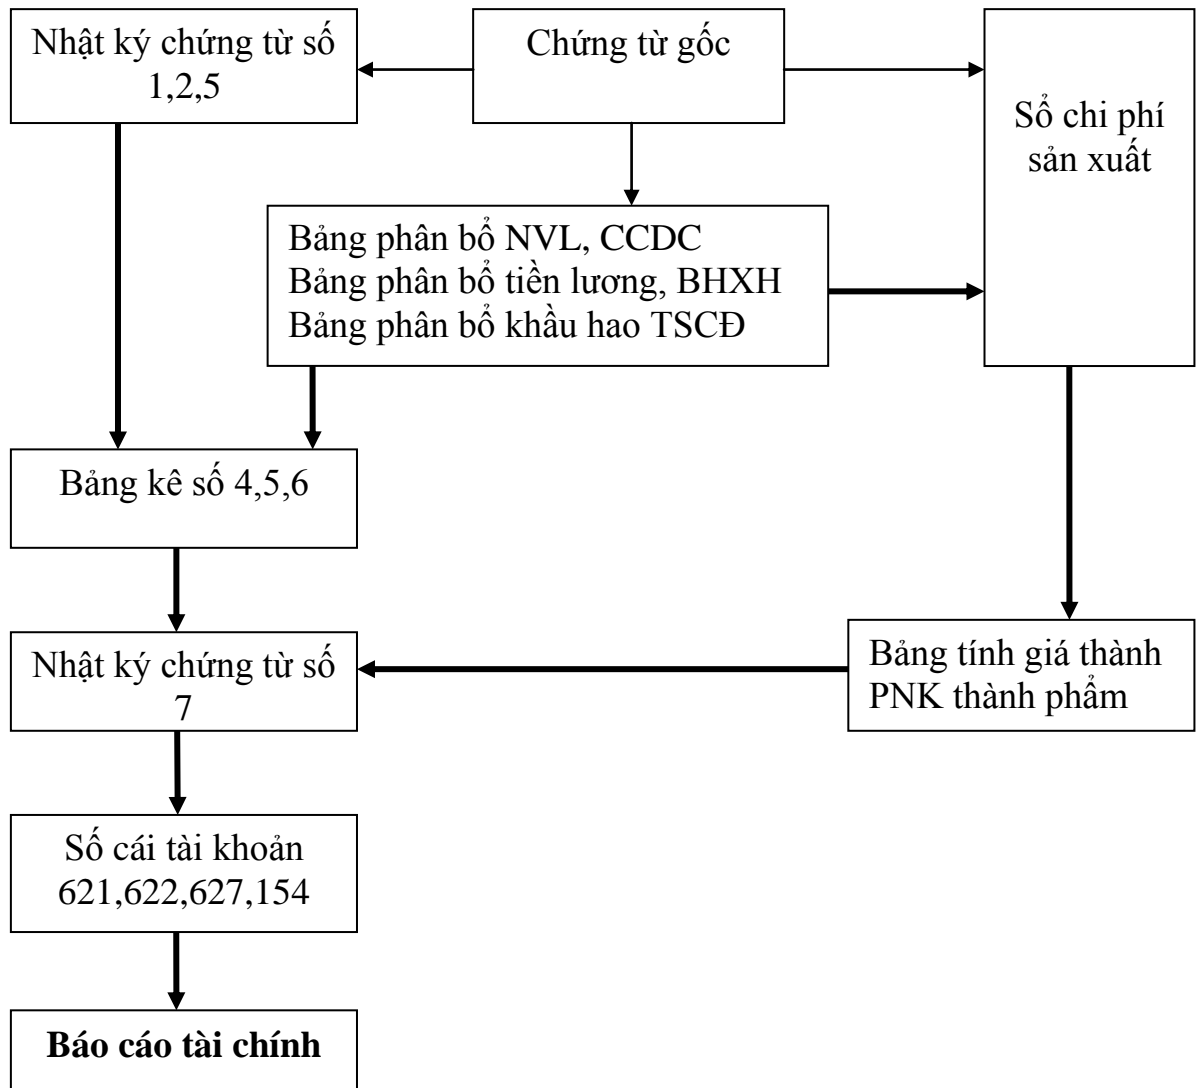 Nhật ký chứng từ số
1,2,5
Chứng từ gốc
Sổ chi phí
sản xuất
Bảng phân bổ NVL, CCDC
Bảng phân bổ tiền lương, BHXH
Bảng phân bổ khầu hao TSCĐ
Bảng kê số 4,5,6
Nhật ký chứng từ số
7
Bảng tính giá thành
PNK thành phẩm
Số cái tài khoản
621,622,627,154
Báo cáo tài chính